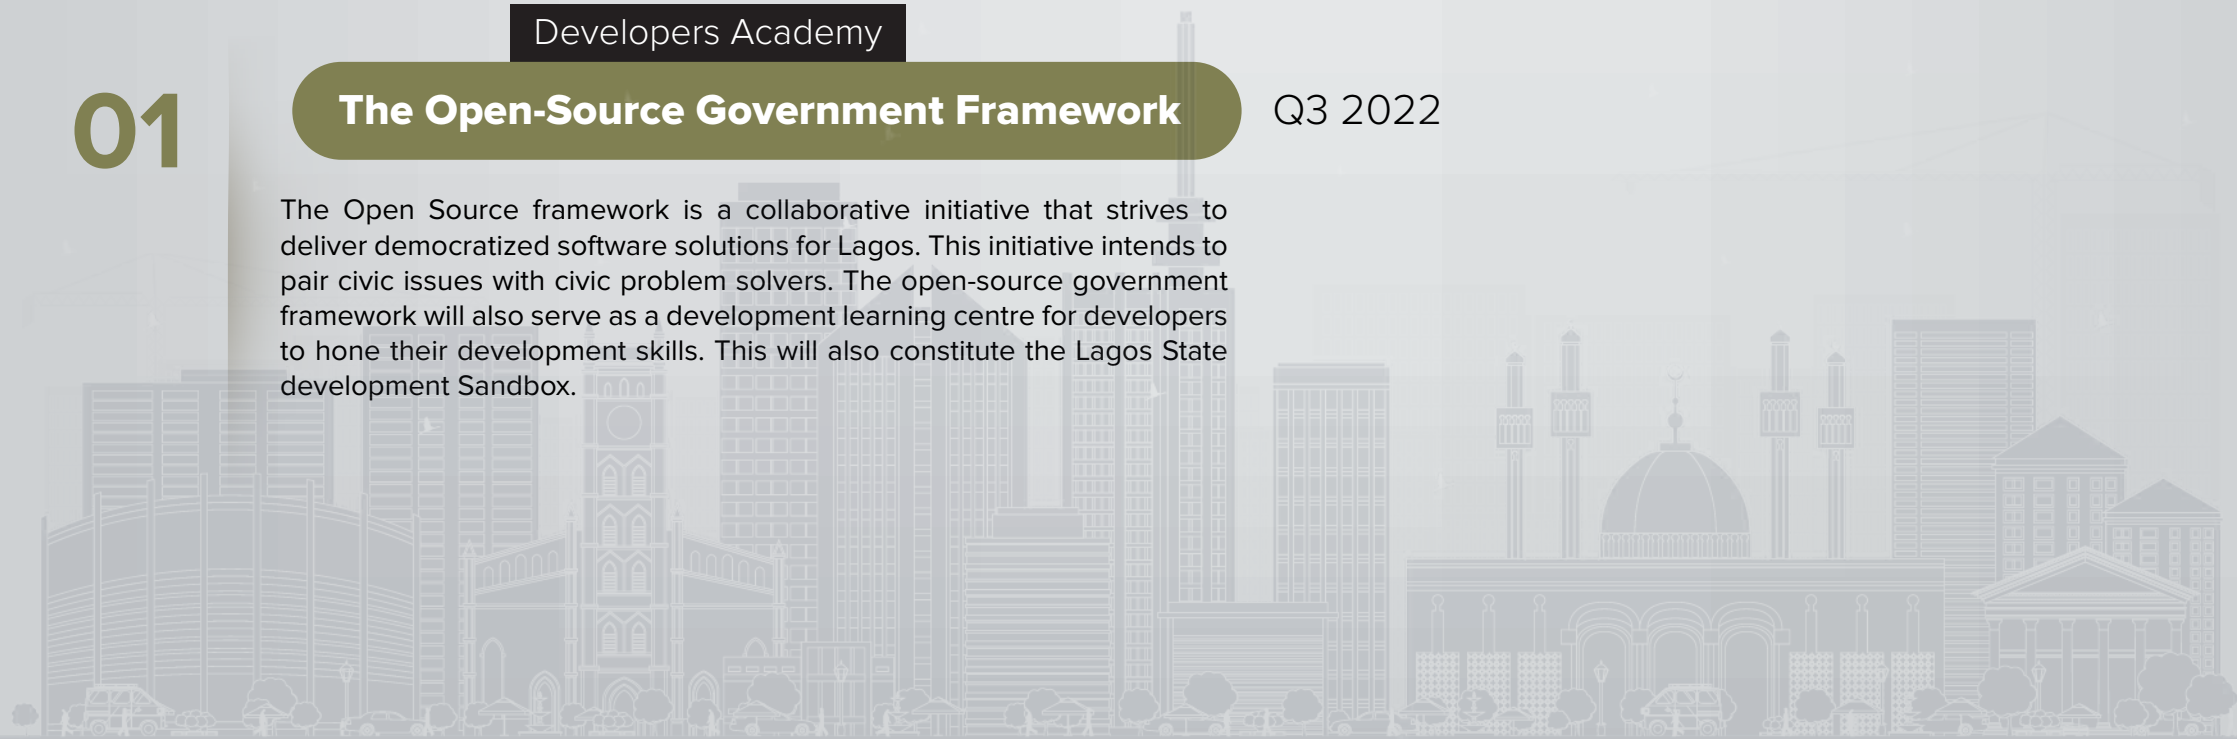 Developers Academy
01
The Open-Source Government Framework
Q3 2022
The Open Source framework is a collaborative initiative that strives to
deliver democratized software solutions for Lagos. This initiative intends to
pair civic issues with civic problem solvers. The open-source government
framework will also serve as a development learning centre for developers
to hone their development skills. This will also constitute the Lagos State
development Sandbox.